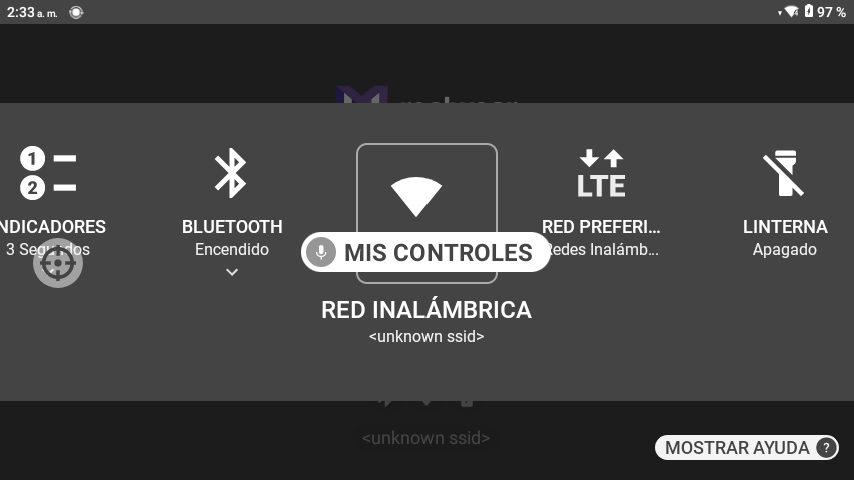 2:33 a. m.
97 %
1
2
LTE
NDICADORES
BLUETOOTH
RED PREFERI...
LINTERNA
3 Segundos
Encendido
Redes Inalámb...
Apagado
MIS CONTROLES
RED INALÁMBRICA
<unknown ssid>
<unknown ssid>
MOSTRAR AYUDA ?